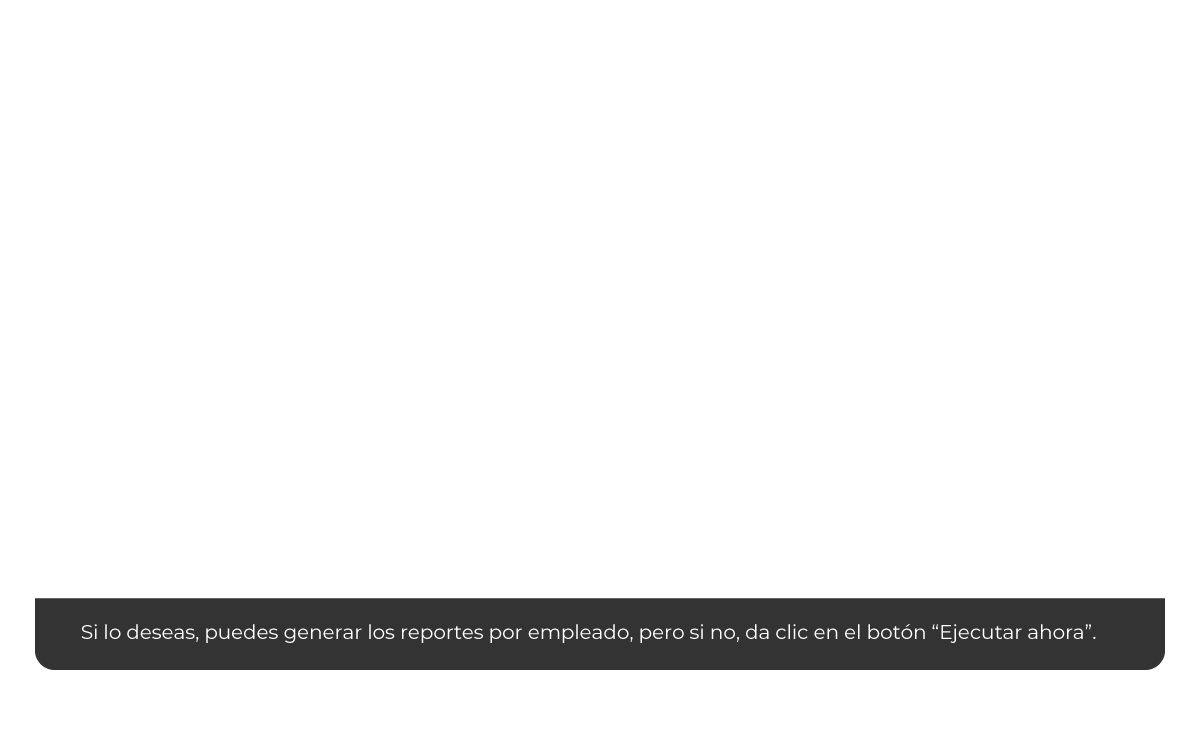 Si lo deseas, puedes generar los reportes por empleado, pero si no, da clic en el botón “Ejecutar ahora”.